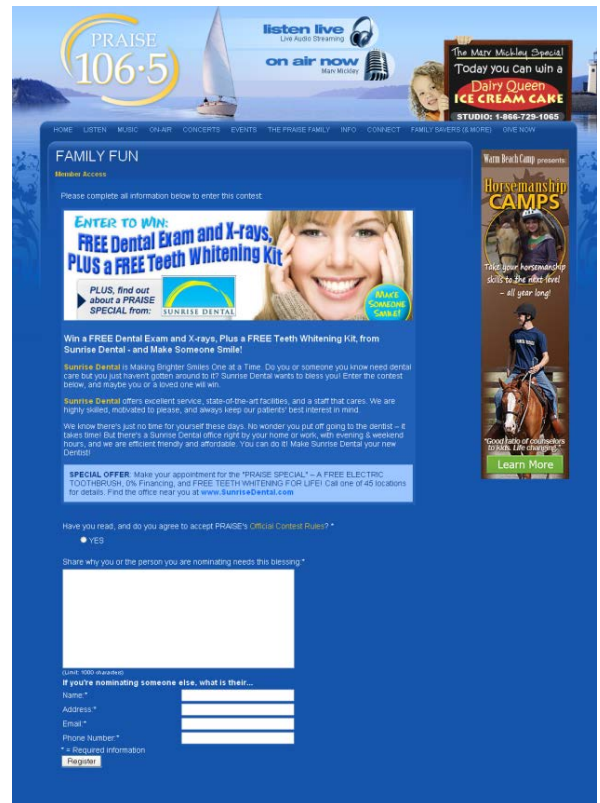 PRAISE
106·5
listen live
Live Audio Streaming
on air now
Marv Mickley
The Marv Mickley Special
Today you can win a
Dairy Queen
ICE CREAM CAKE
STUDIO: 1-866-729-1065
HOME LISTEN MUSIC ON-AIR CONCERTS EVENTS THE PRAISE FAMILY INFO CONNECT FAMILY SAVERS (& MORE) GIVE NOW
FAMILY FUN
Member Access
Please complete all information below to enter this contest:
ENTER TO WIN:
FREE Dental Exam and X-rays,
PLUS a FREE Teeth Whitening Kit
PLUS, find out
about a PRAISE
SPECIAL from:
SUNRISE DENTAL
MAKE
SOMEONE
SMILE!
Win a FREE Dental Exam and X-rays, Plus a FREE Teeth Whitening Kit, from
Sunrise Dental - and Make Someone Smile!
Sunrise Dental is Making Brighter Smiles One at a Time. Do you or someone you know need dental
care but you just haven't gotten around to it? Sunrise Dental wants to bless you! Enter the contest
below, and maybe you or a loved one will win.
Sunrise Dental offers excellent service, state-of-the-art facilities, and a staff that cares. We are
highly skilled, motivated to please, and always keep our patients' best interest in mind.
We know there's just no time for yourself these days. No wonder you put off going to the dentist – it
takes time! But there's a Sunrise Dental office right by your home or work, with evening & weekend
hours, and we are efficient friendly and affordable. You can do it! Make Sunrise Dental your new
Dentist!
SPECIAL OFFER: Make your appointment for the "PRAISE SPECIAL" – A FREE ELECTRIC
TOOTHBRUSH, 0% Financing, and FREE TEETH WHITENING FOR LIFE! Call one of 45 locations
for details. Find the office near you at www.SunriseDental.com
Have you read, and do you agree to accept PRAISE's Official Contest Rules? *
YES
Share why you or the person you are nominating needs this blessing:*
(Limit: 1000 characters)
If you're nominating someone else, what is their...
Name:*
Address:*
Email:*
Phone Number:*
* = Required information
Register
Warm Beach Camp presents:
Horsemanship
CAMPS
Take your horsemanship
skills to the next level
– all year long!
"Good ratio of counselors
to kids. Life changing."
Learn More